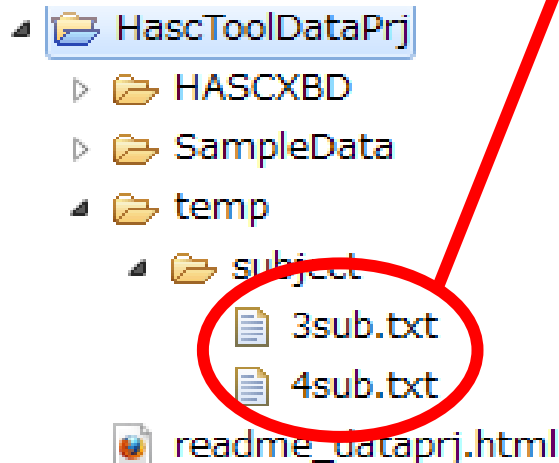 HascToolDataPrj
HASCXBD
SampleData
temp
subject
3sub.txt
4sub.txt
readme_dataprj.html